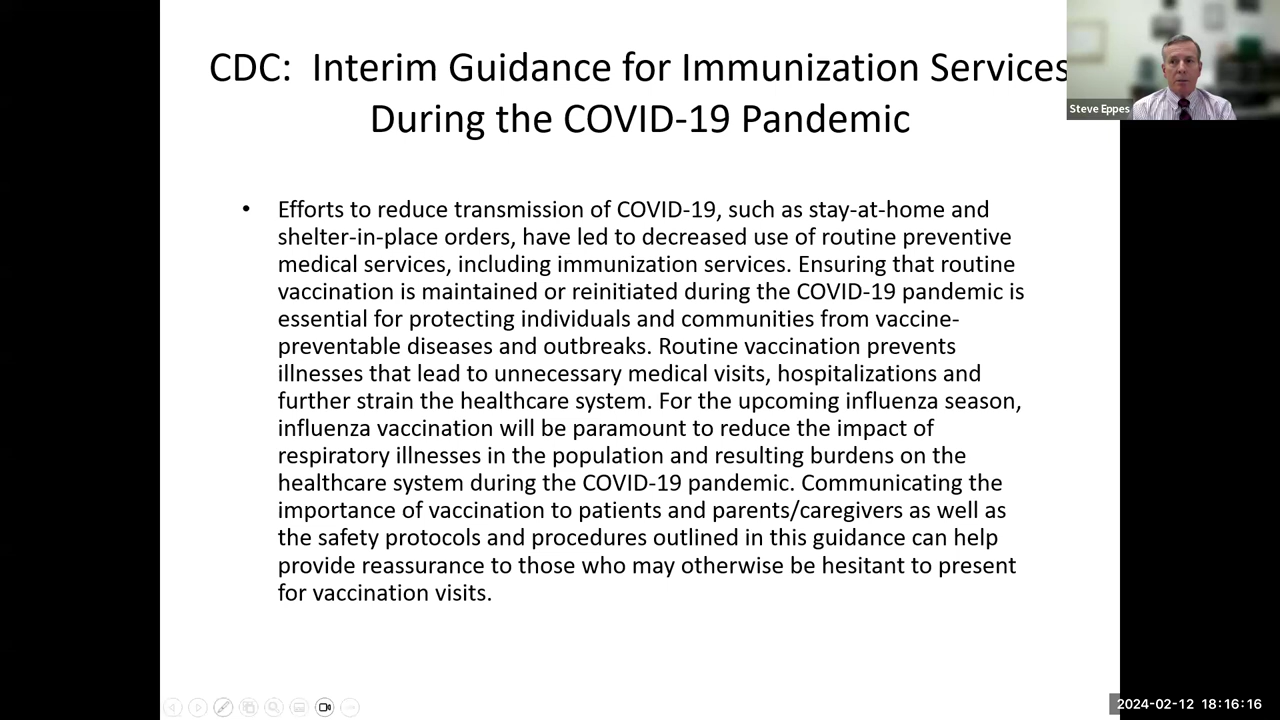 CDC:  Interim Guidance for Immunization Services
During the COVID-19 Pandemic
Steve Eppes
• Efforts to reduce transmission of COVID-19, such as stay-at-home and
shelter-in-place orders, have led to decreased use of routine preventive
medical services, including immunization services. Ensuring that routine
vaccination is maintained or reinitiated during the COVID-19 pandemic is
essential for protecting individuals and communities from vaccine-
preventable diseases and outbreaks. Routine vaccination prevents
illnesses that lead to unnecessary medical visits, hospitalizations and
further strain the healthcare system. For the upcoming influenza season,
influenza vaccination will be paramount to reduce the impact of
respiratory illnesses in the population and resulting burdens on the
healthcare system during the COVID-19 pandemic. Communicating the
importance of vaccination to patients and parents/caregivers as well as
the safety protocols and procedures outlined in this guidance can help
provide reassurance to those who may otherwise be hesitant to present
for vaccination visits.
2024-02-12 18:16:16